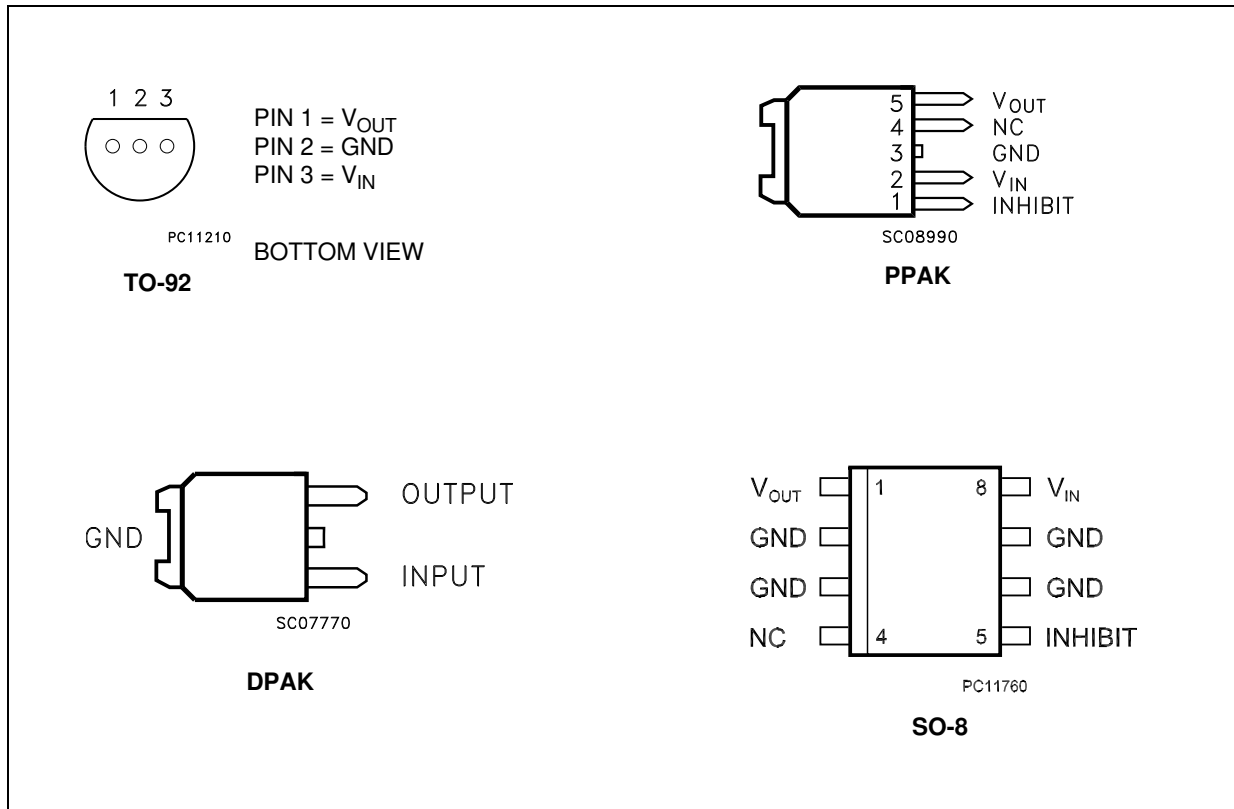 1 2 3
PIN 1 = VOUT
PIN 2 = GND
PIN 3 = VIN
PC11210
BOTTOM VIEW
TO-92
5 VOUT
4 NC
3 GND
2 VIN
1 INHIBIT
SC08990
PPAK
OUTPUT
GND
INPUT
SC07770
DPAK
VOUT 1 8 VIN
GND GND
GND GND
NC 4 5 INHIBIT
PC11760
SO-8